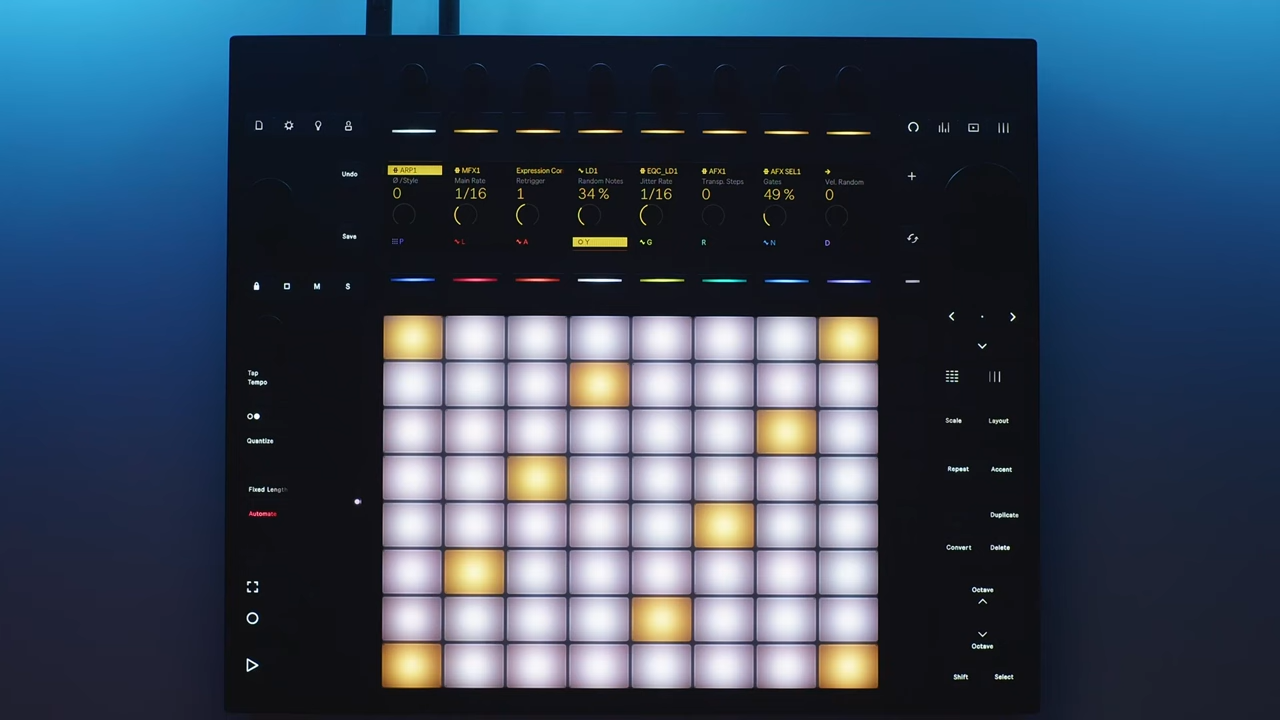 Undo
Save
ARP1
MFX1
Expression Cor
LD1
EQC_LD1
AFX1
AFX SEL1
Ø /Style
Main Rate
Retrigger
Random Notes
Jitter Rate
Transp. Steps
Gates
Vel. Random
0
1/16
1
34 %
1/16
0
49 %
0
P
L
A
Y
G
R
N
D
M
S
Tap
Tempo
Quantize
Fixed Length
Automate
Scale
Layout
Repeat
Accent
Duplicate
Convert
Delete
Octave
Octave
Shift
Select